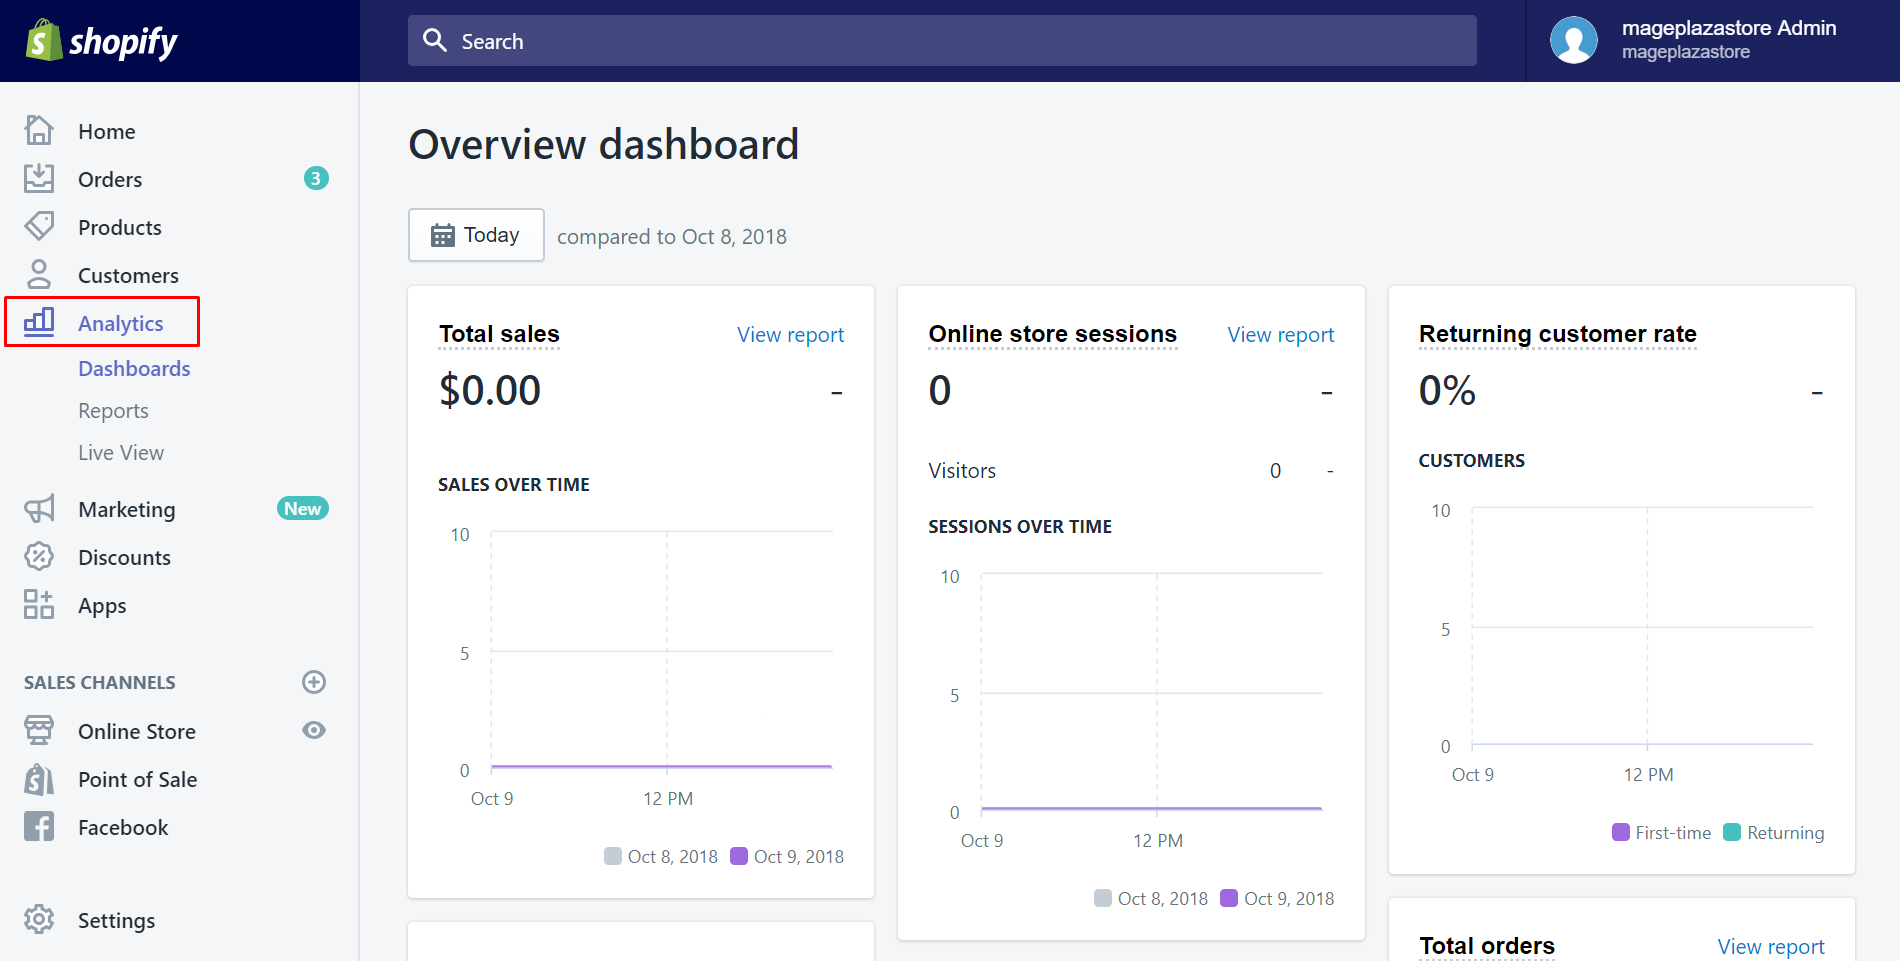 shopify
Search
mageplazastore Admin
mageplazastore
Home
Orders 3
Products
Customers
Analytics
Dashboards
Reports
Live View
Marketing New
Discounts
Apps
SALES CHANNELS
Online Store
Point of Sale
Facebook
Settings
Overview dashboard
Today compared to Oct 8, 2018
Total sales View report
$0.00 -
SALES OVER TIME
10
5
0
Oct 9 12 PM
Oct 8, 2018 Oct 9, 2018
Online store sessions View report
0 -
Visitors 0 -
SESSIONS OVER TIME
10
5
0
Oct 9 12 PM
Oct 8, 2018 Oct 9, 2018
Returning customer rate
0% -
CUSTOMERS
10
5
0
Oct 9 12 PM
First-time Returning
Total orders View report